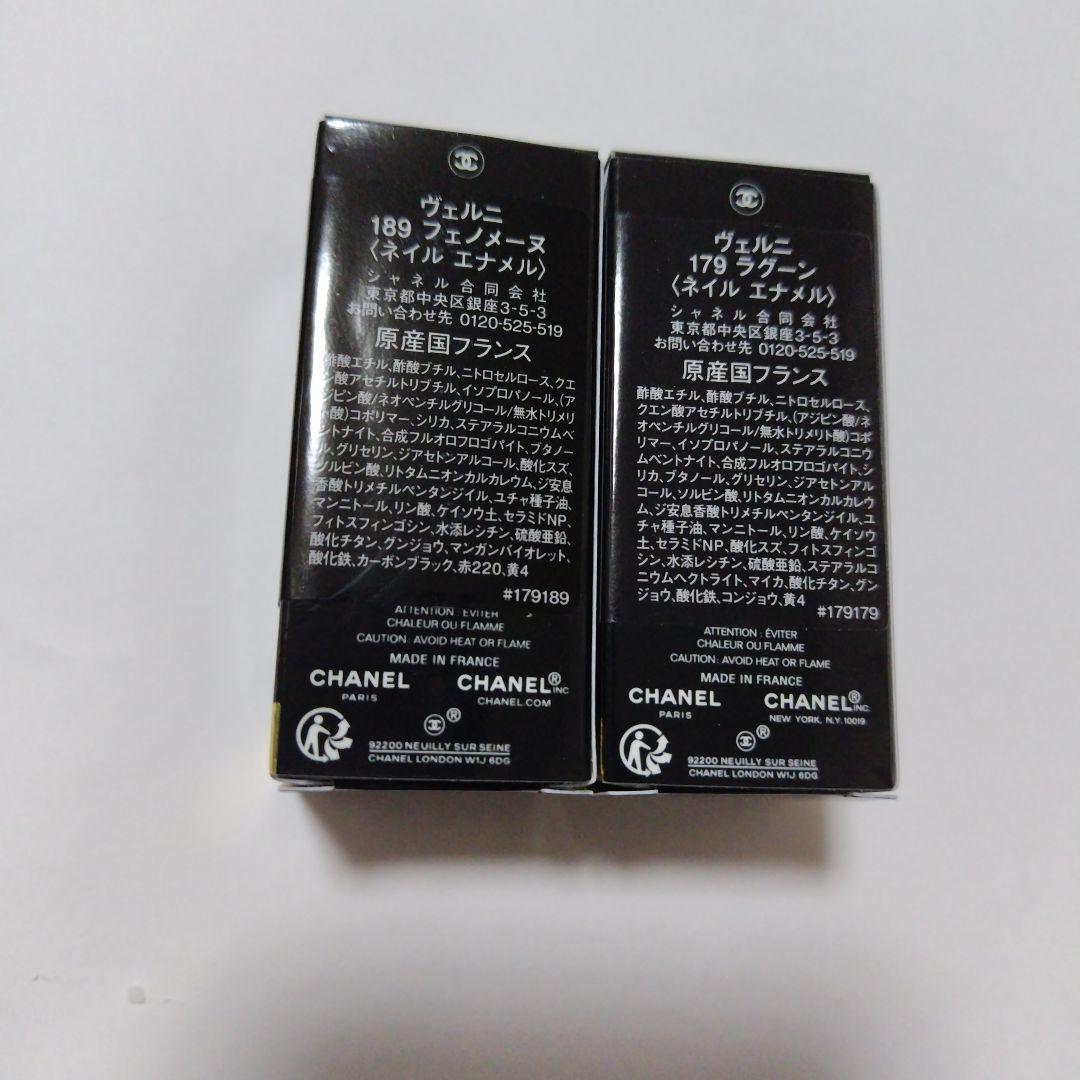 ヴェルニ
189 フェノメーヌ
〈ネイル エナメル〉
シャネル合同会社
東京都中央区銀座3-5-3
お問い合わせ先 0120-525-519
原産国フランス
酢酸エチル、酢酸ブチル、ニトロセルロース、クエ
ン酸アセチルトリブチル、イソプロパノール、(ア
ジピン酸/ネオペンチルグリコール/無水トリメリ
ト酸)コポリマー、シリカ、ステアラルコニウムベ
ントナイト、合成フルオロフロゴパイト、ブタノー
ル、グリセリン、ジアセトンアルコール、酸化スズ、
ソルビン酸、リトタムニオンカルカレウム、ジ安息
香酸トリメチルペンタンジイル、ユチャ種子油、
マンニトール、リン酸、ケイソウ土、セラミドNP、
フィトスフィンゴシン、水添レシチン、硫酸亜鉛、
酸化チタン、グンジョウ、マンガンバイオレット、
酸化鉄、カーボンブラック、赤220、黄4
#179189
ATTENTION : ÉVITER
CHALEUR OU FLAMME
CAUTION: AVOID HEAT OR FLAME
MADE IN FRANCE
CHANEL CHANEL® INC
PARIS CHANEL.COM
®
92200 NEUILLY SUR SEINE
CHANEL LONDON W1J 6DG
ヴェルニ
179 ラグーン
〈ネイル エナメル〉
シャネル合同会社
東京都中央区銀座3-5-3
お問い合わせ先 0120-525-519
原産国フランス
酢酸エチル、酢酸ブチル、ニトロセルロース、
クエン酸アセチルトリブチル、(アジピン酸/ネ
オペンチルグリコール/無水トリメリト酸)コポ
リマー、イソプロパノール、ステアラルコニウ
ムベントナイト、合成フルオロフロゴパイト、シ
リカ、ブタノール、グリセリン、ジアセトンアル
コール、ソルビン酸、リトタムニオンカルカレウ
ム、ジ安息香酸トリメチルペンタンジイル、ユ
チャ種子油、マンニトール、リン酸、ケイソウ
土、セラミドNP、酸化スズ、フィトスフィンゴ
シン、水添レシチン、硫酸亜鉛、ステアラルコ
ニウムヘクトライト、マイカ、酸化チタン、グン
ジョウ、酸化鉄、コンジョウ、黄4
#179179
ATTENTION : ÉVITER
CHALEUR OU FLAMME
CAUTION: AVOID HEAT OR FLAME
MADE IN FRANCE
CHANEL CHANEL® INC.
PARIS NEW YORK, N.Y. 10019
®
92200 NEUILLY SUR SEINE
CHANEL LONDON W1J 6DG